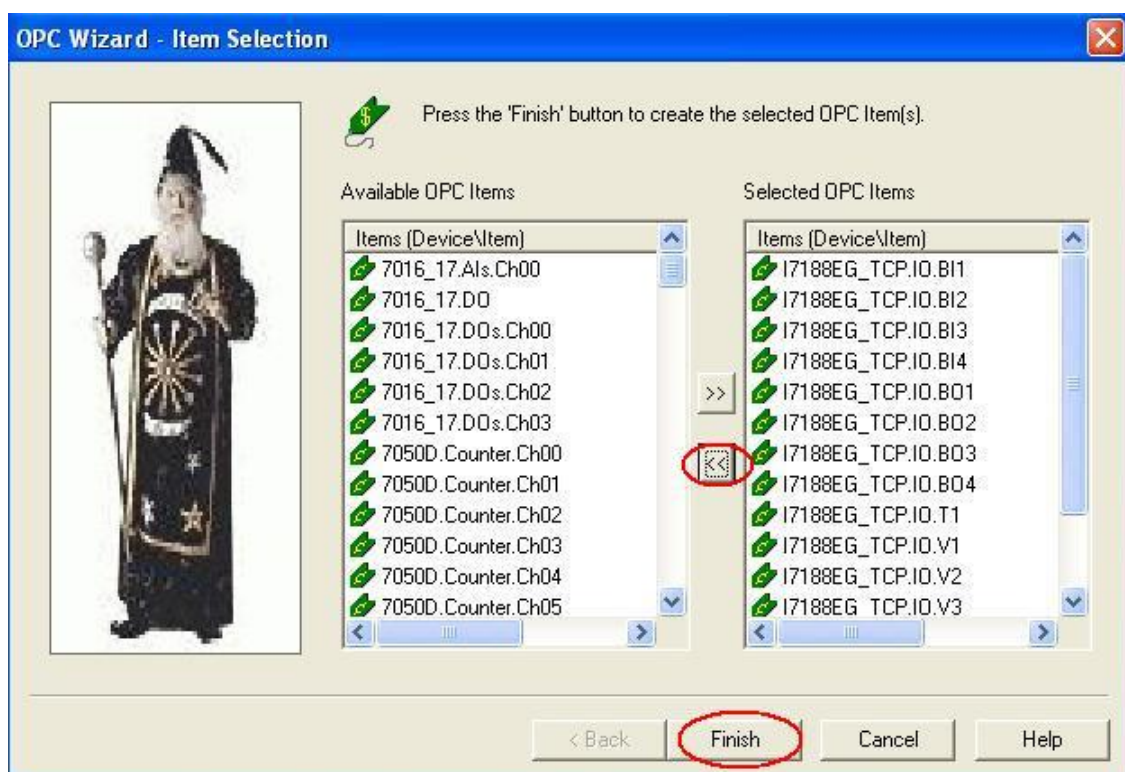 OPC Wizard - Item Selection
Press the 'Finish' button to create the selected OPC Item(s).
Available OPC Items
Items (Device\Item)
7016_17.AIs.Ch00
7016_17.DO
7016_17.DOs.Ch00
7016_17.DOs.Ch01
7016_17.DOs.Ch02
7016_17.DOs.Ch03
7050D.Counter.Ch00
7050D.Counter.Ch01
7050D.Counter.Ch02
7050D.Counter.Ch03
7050D.Counter.Ch04
7050D.Counter.Ch05
>>
<<
Selected OPC Items
Items (Device\Item)
I7188EG_TCP.IO.BI1
I7188EG_TCP.IO.BI2
I7188EG_TCP.IO.BI3
I7188EG_TCP.IO.BI4
I7188EG_TCP.IO.BO1
I7188EG_TCP.IO.BO2
I7188EG_TCP.IO.BO3
I7188EG_TCP.IO.BO4
I7188EG_TCP.IO.T1
I7188EG_TCP.IO.V1
I7188EG_TCP.IO.V2
I7188EG_TCP.IO.V3
< Back
Finish
Cancel
Help